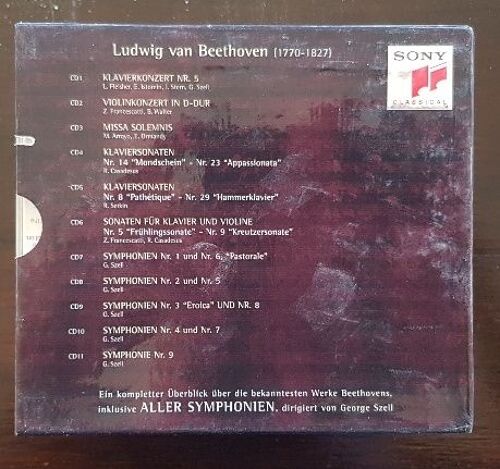 Ludwig van Beethoven (1770-1827)
SONY
CLASSICAL
CD1 KLAVIERKONZERT NR. 5
L. Fleisher, E. Istomin, I. Stern, G. Szell
CD2 VIOLINKONZERT IN D-DUR
Z. Francescatti, B. Walter
CD3 MISSA SOLEMNIS
M. Arroyo, E. Ormandy
CD4 KLAVIERSONATEN
Nr. 14 "Mondschein" - Nr. 23 "Appassionata"
R. Casadesus
CD5 KLAVIERSONATEN
Nr. 8 "Pathétique" - Nr. 29 "Hammerklavier"
R. Serkin
CD6 SONATEN FÜR KLAVIER UND VIOLINE
Nr. 5 "Frühlingssonate" - Nr. 9 "Kreutzersonate"
Z. Francescatti, R. Casadesus
CD7 SYMPHONIEN Nr. 1 und Nr. 6, "Pastorale"
G. Szell
CD8 SYMPHONIEN Nr. 2 und Nr. 5
G. Szell
CD9 SYMPHONIEN Nr. 3 "Eroica" UND NR. 8
G. Szell
CD10 SYMPHONIEN Nr. 4 und Nr. 7
G. Szell
CD11 SYMPHONIE Nr. 9
G. Szell
Ein kompletter Überblick über die bekanntesten Werke Beethovens,
inklusive ALLER SYMPHONIEN, dirigiert von George Szell